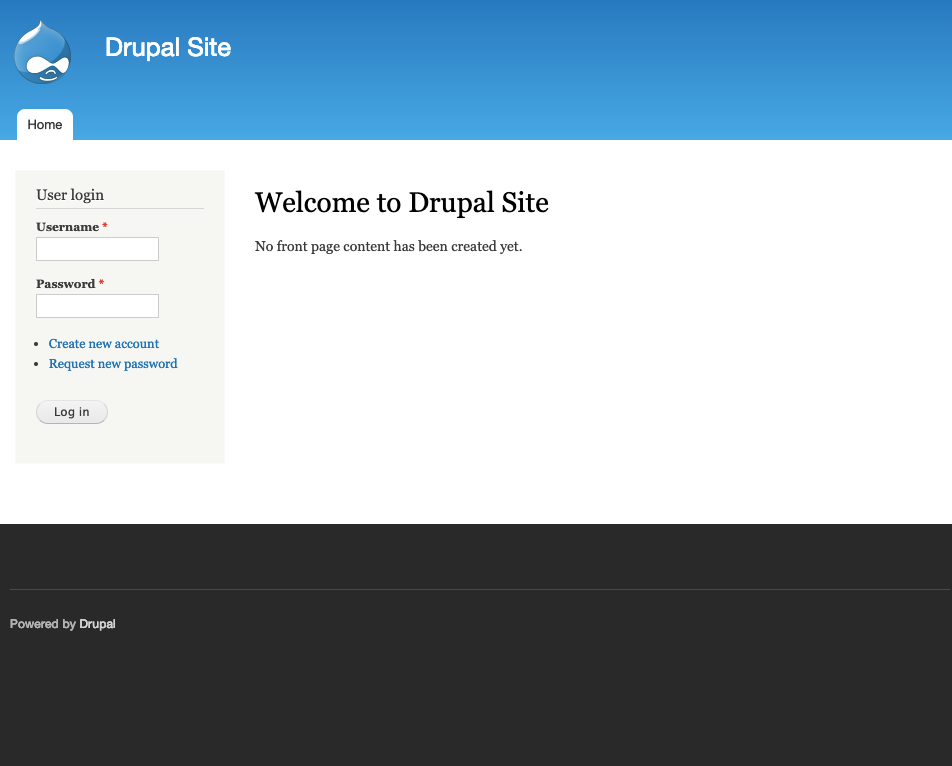 Drupal Site
Home
User login
Username *
Password *
Create new account
Request new password
Log in
Welcome to Drupal Site
No front page content has been created yet.
Powered by Drupal